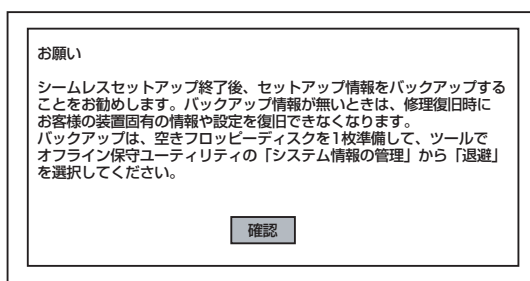 お願い
シームレスセットアップ終了後、セットアップ情報をバックアップする
ことをお勧めします。バックアップ情報が無いときは、修理復旧時に
お客様の装置固有の情報や設定を復旧できなくなります。
バックアップは、空きフロッピーディスクを1枚準備して、ツールで
オフライン保守ユーティリティの「システム情報の管理」から「退避」
を選択してください。
確認